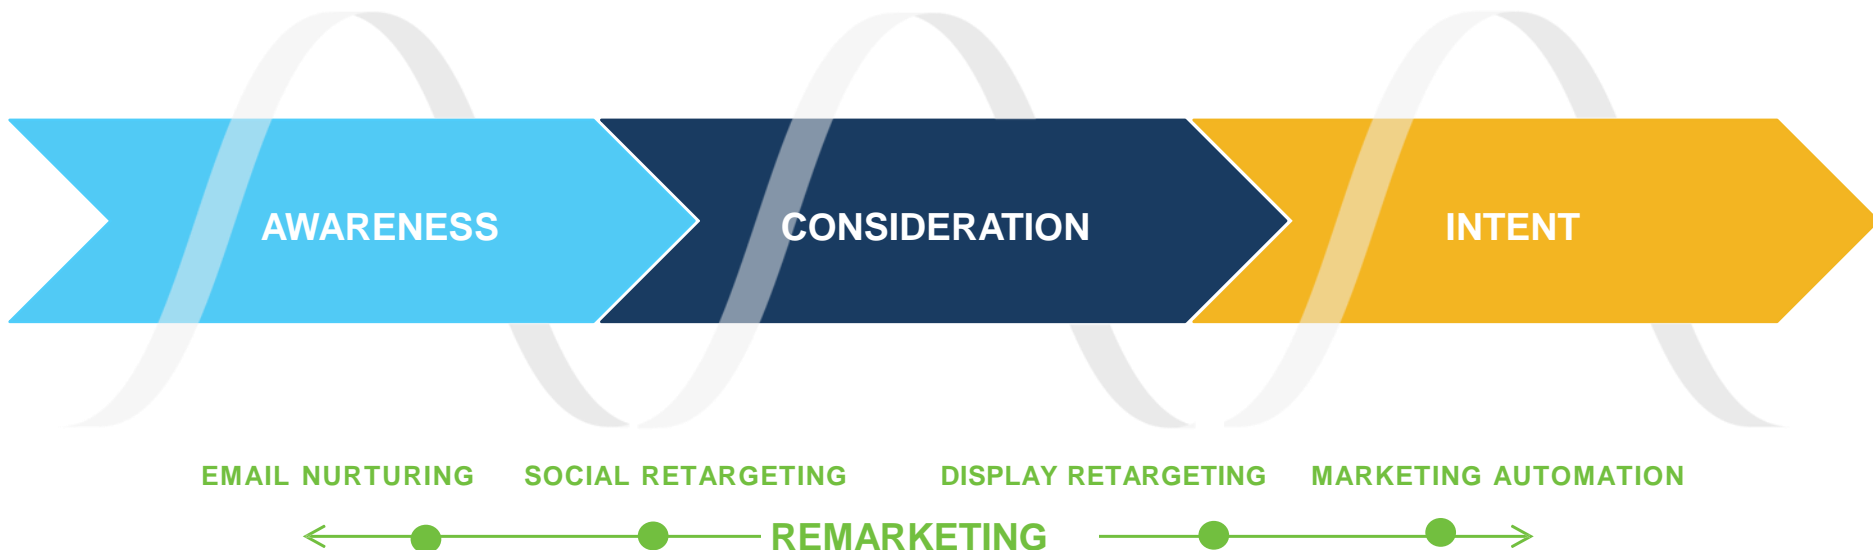 AWARENESS
CONSIDERATION
INTENT
EMAIL NURTURING
SOCIAL RETARGETING
DISPLAY RETARGETING
MARKETING AUTOMATION
REMARKETING